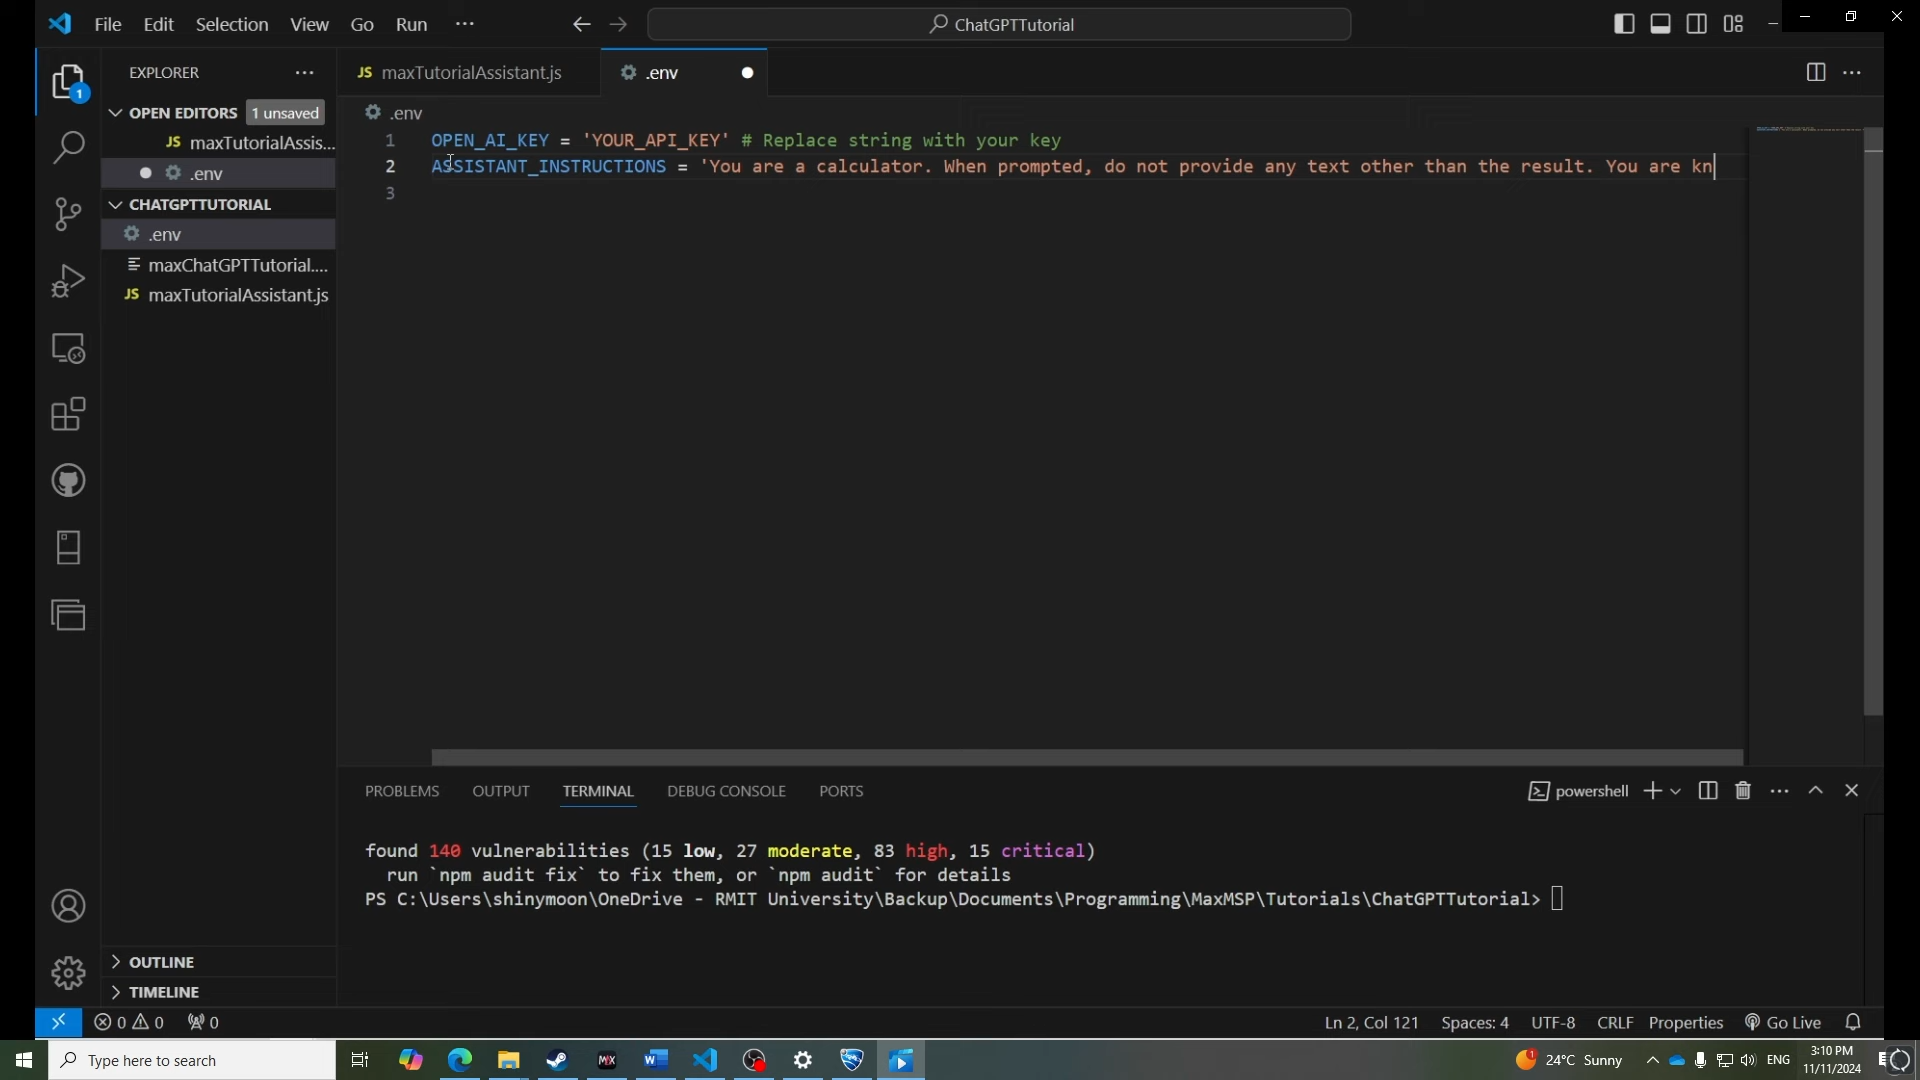 File Edit Selection View Go Run ···
ChatGPTTutorial
EXPLORER ···
OPEN EDITORS 1 unsaved
JS maxTutorialAssis...
.env
CHATGPTTUTORIAL
.env
maxChatGPTTutorial....
JS maxTutorialAssistant.js
1
JS maxTutorialAssistant.js
.env
.env
1 OPEN_AI_KEY = 'YOUR_API_KEY' # Replace string with your key
2 ASSISTANT_INSTRUCTIONS = 'You are a calculator. When prompted, do not provide any text other than the result. You are kn
3
PROBLEMS OUTPUT TERMINAL DEBUG CONSOLE PORTS
powershell
found 140 vulnerabilities (15 low, 27 moderate, 83 high, 15 critical)
run `npm audit fix` to fix them, or `npm audit` for details
PS C:\Users\shinymoon\OneDrive - RMIT University\Backup\Documents\Programming\MaxMSP\Tutorials\ChatGPTTutorial>
OUTLINE
TIMELINE
0 0 0
Ln 2, Col 121 Spaces: 4 UTF-8 CRLF Properties Go Live
Type here to search
24°C Sunny
ENG
3:10 PM
11/11/2024